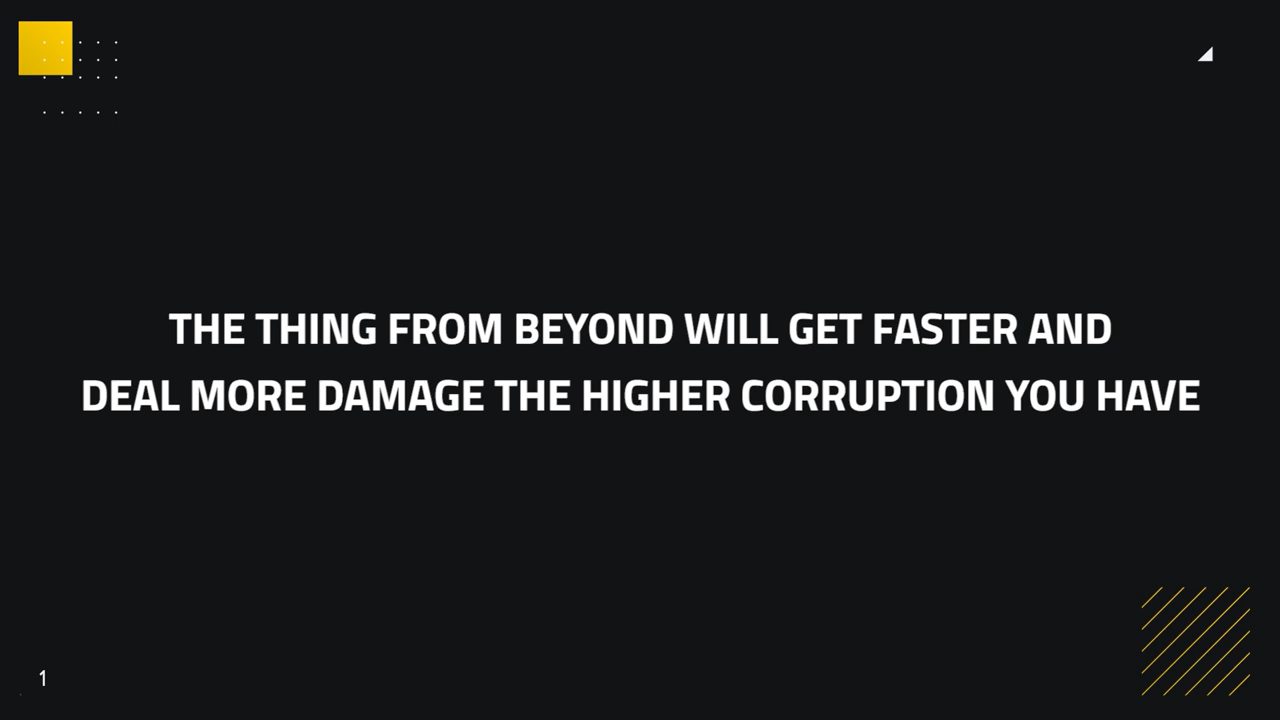 THE THING FROM BEYOND WILL GET FASTER AND
DEAL MORE DAMAGE THE HIGHER CORRUPTION YOU HAVE
1